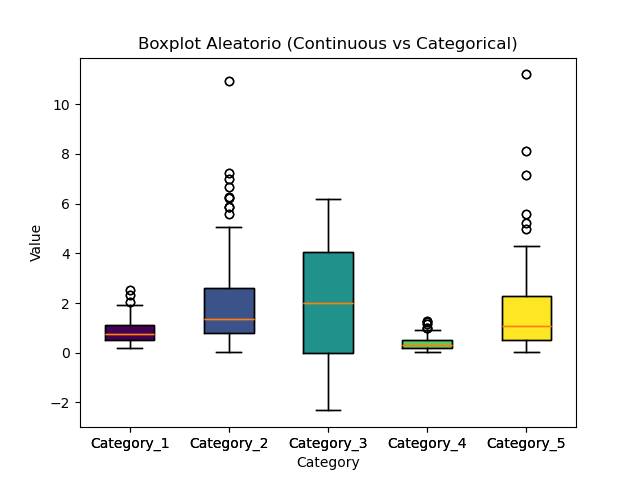 Boxplot Aleatorio (Continuous vs Categorical)
Value
10
8
6
4
2
0
−2
Category_1 Category_2 Category_3 Category_4 Category_5
Category